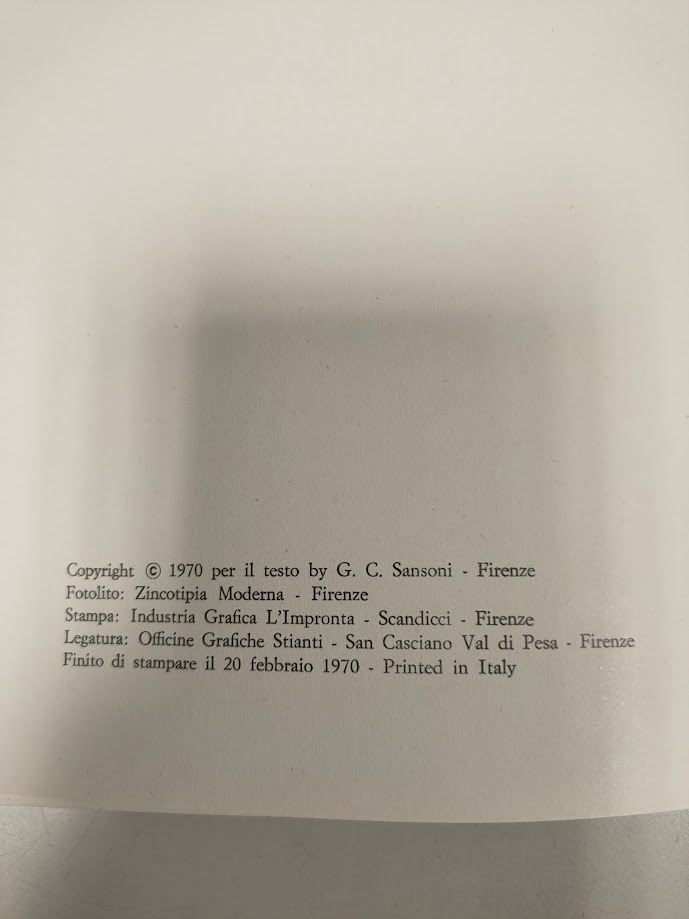 Copyright © 1970 per il testo by G. C. Sansoni - Firenze
Fotolito: Zincotipia Moderna - Firenze
Stampa: Industria Grafica L'Impronta - Scandicci - Firenze
Legatura: Officine Grafiche Stianti - San Casciano Val di Pesa - Firenze
Finito di stampare il 20 febbraio 1970 - Printed in Italy